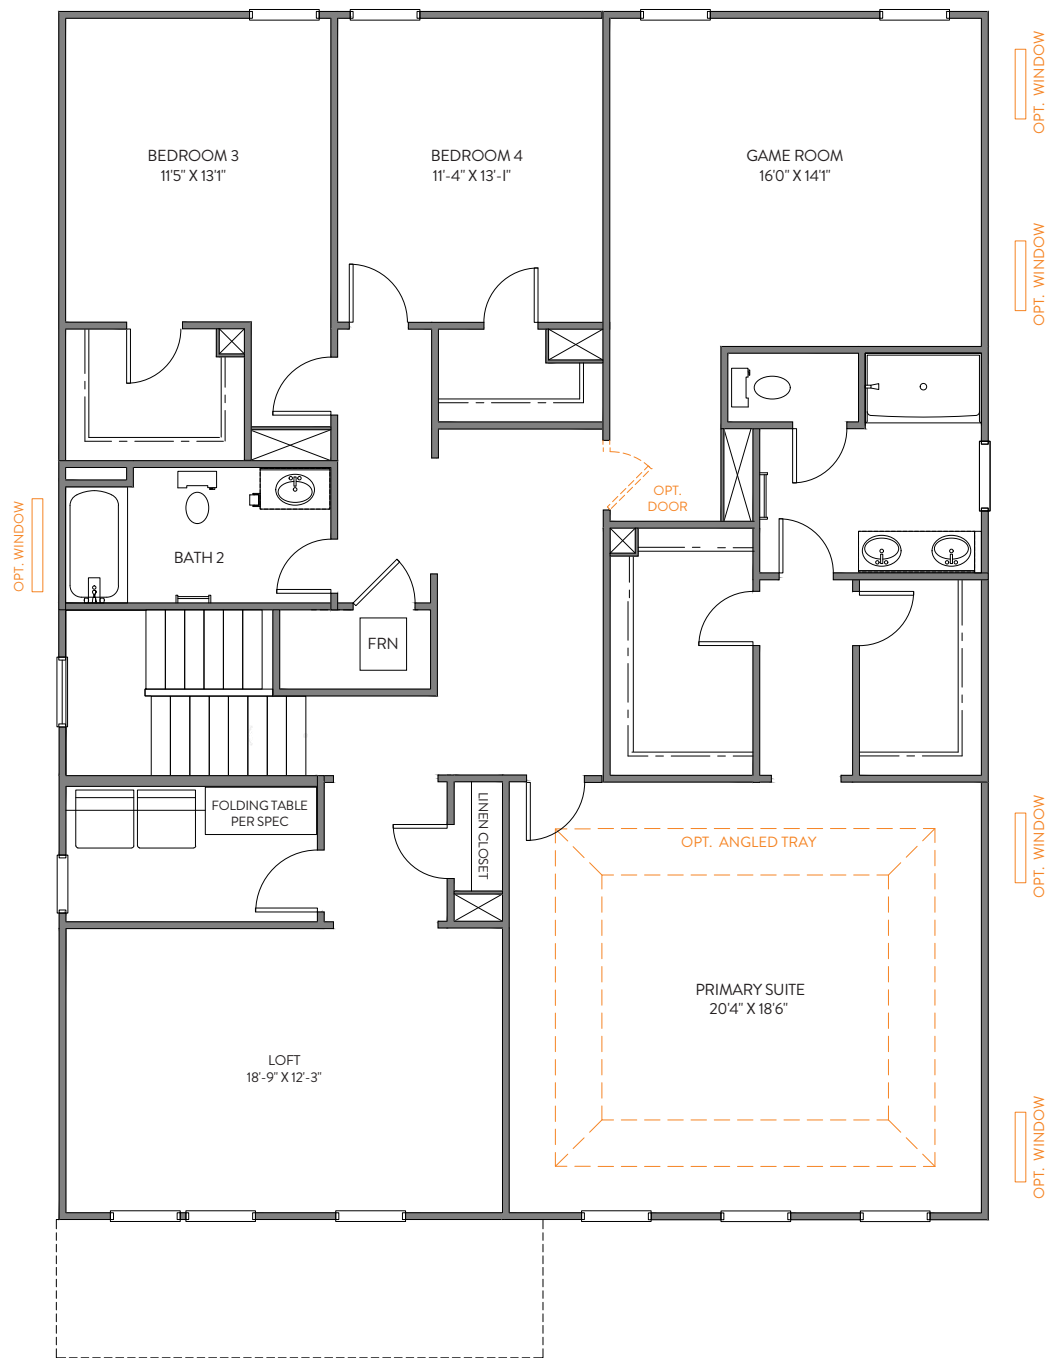 BEDROOM 3
11'5" X 13'1"
BEDROOM 4
11'-4" X 13'-1"
GAME ROOM
16'0" X 14'1"
OPT. WINDOW
OPT. WINDOW
OPT.
DOOR
OPT. WINDOW
BATH 2
FRN
FOLDING TABLE
PER SPEC
LINEN CLOSET
OPT. ANGLED TRAY
OPT. WINDOW
PRIMARY SUITE
20'4" X 18'6"
LOFT
18'-9" X 12'-3"
OPT. WINDOW